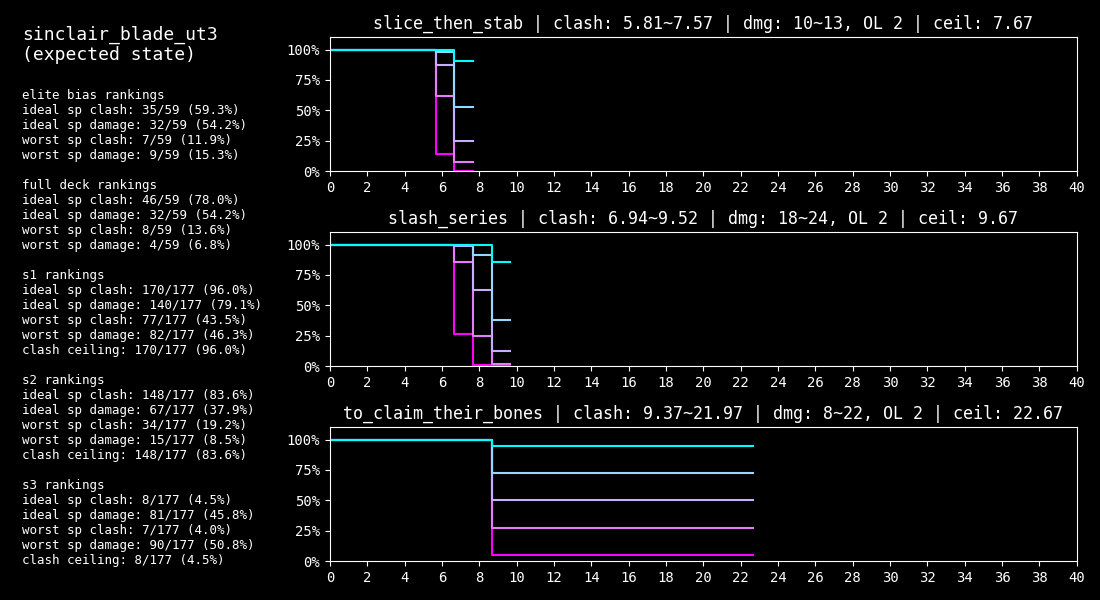 sinclair_blade_ut3
(expected state)
elite bias rankings
ideal sp clash: 35/59 (59.3%)
ideal sp damage: 32/59 (54.2%)
worst sp clash: 7/59 (11.9%)
worst sp damage: 9/59 (15.3%)
full deck rankings
ideal sp clash: 46/59 (78.0%)
ideal sp damage: 32/59 (54.2%)
worst sp clash: 8/59 (13.6%)
worst sp damage: 4/59 (6.8%)
s1 rankings
ideal sp clash: 170/177 (96.0%)
ideal sp damage: 140/177 (79.1%)
worst sp clash: 77/177 (43.5%)
worst sp damage: 82/177 (46.3%)
clash ceiling: 170/177 (96.0%)
s2 rankings
ideal sp clash: 148/177 (83.6%)
ideal sp damage: 67/177 (37.9%)
worst sp clash: 34/177 (19.2%)
worst sp damage: 15/177 (8.5%)
clash ceiling: 148/177 (83.6%)
s3 rankings
ideal sp clash: 8/177 (4.5%)
ideal sp damage: 81/177 (45.8%)
worst sp clash: 7/177 (4.0%)
worst sp damage: 90/177 (50.8%)
clash ceiling: 8/177 (4.5%)
slice_then_stab | clash: 5.81~7.57 | dmg: 10~13, OL 2 | ceil: 7.67
100%
75%
50%
25%
0%
0 2 4 6 8 10 12 14 16 18 20 22 24 26 28 30 32 34 36 38 40
slash_series | clash: 6.94~9.52 | dmg: 18~24, OL 2 | ceil: 9.67
100%
75%
50%
25%
0%
0 2 4 6 8 10 12 14 16 18 20 22 24 26 28 30 32 34 36 38 40
to_claim_their_bones | clash: 9.37~21.97 | dmg: 8~22, OL 2 | ceil: 22.67
100%
75%
50%
25%
0%
0 2 4 6 8 10 12 14 16 18 20 22 24 26 28 30 32 34 36 38 40